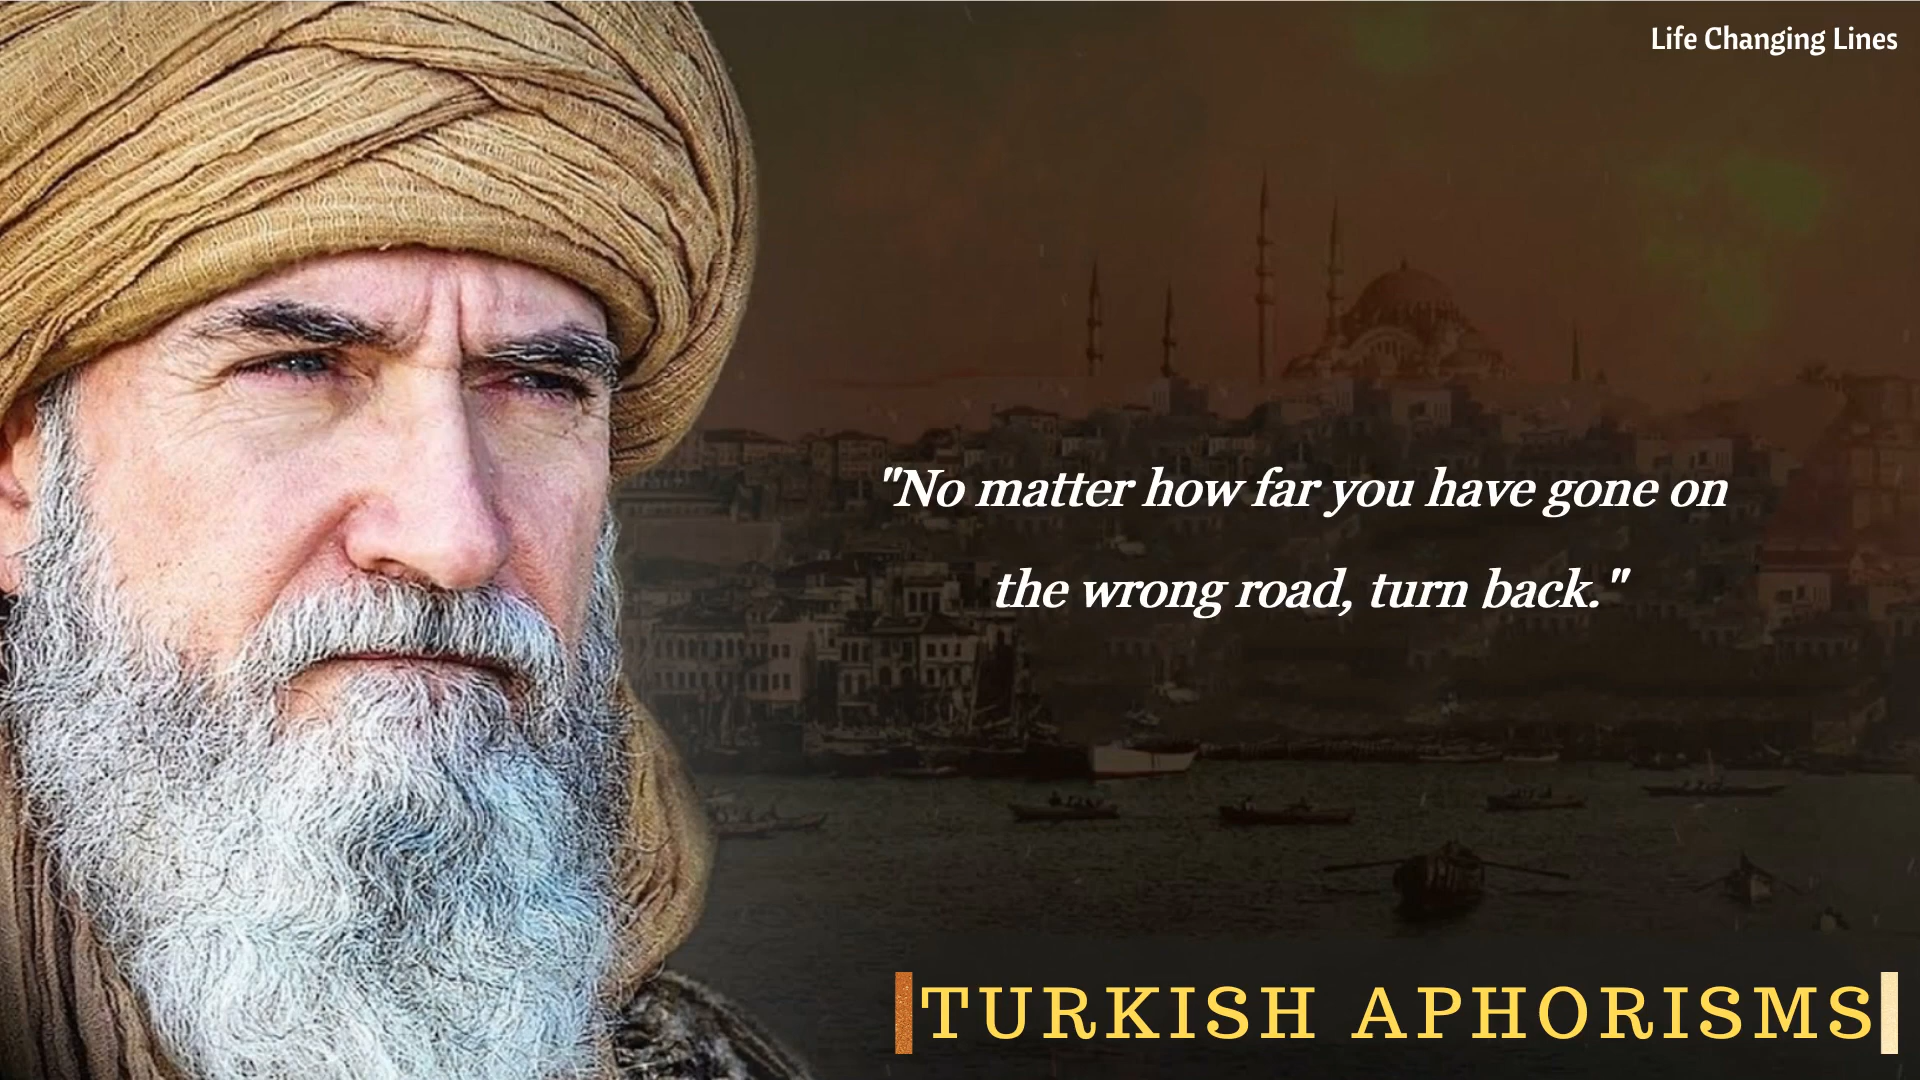 Life Changing Lines
"No matter how far you have gone on
the wrong road, turn back."
TURKISH APHORISMS